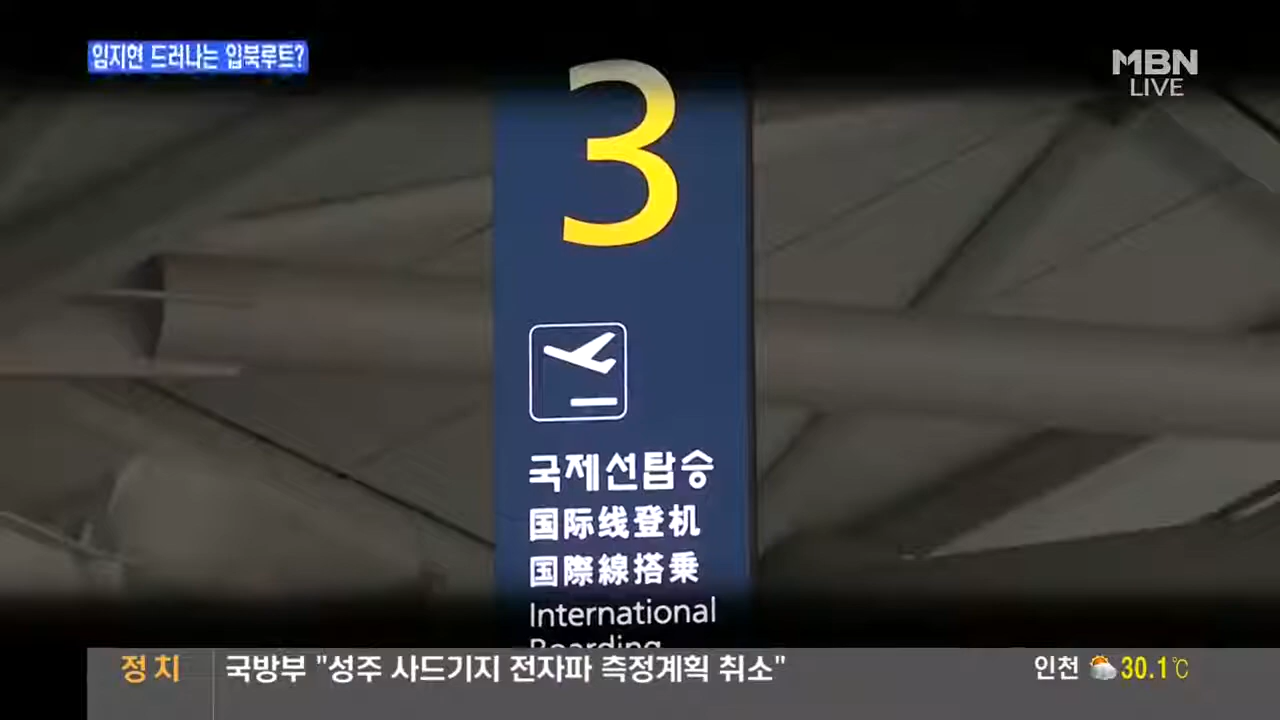 임지현 드러나는 입북루트?
MBN
LIVE
3
국제선탑승
国际线登机
国際線搭乗
International
Boarding
정치 국방부 "성주 사드기지 전자파 측정계획 취소" 인천 30.1℃